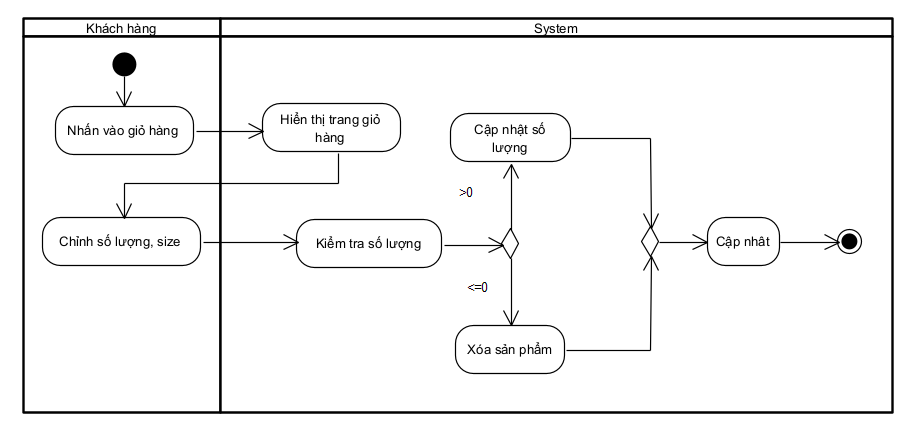 Khách hàng
System
Nhấn vào giỏ hàng
Hiển thị trang giỏ
hàng
Cập nhật số
lượng
>0
Chỉnh số lượng, size
Kiểm tra số lượng
Cập nhât
<=0
Xóa sản phẩm